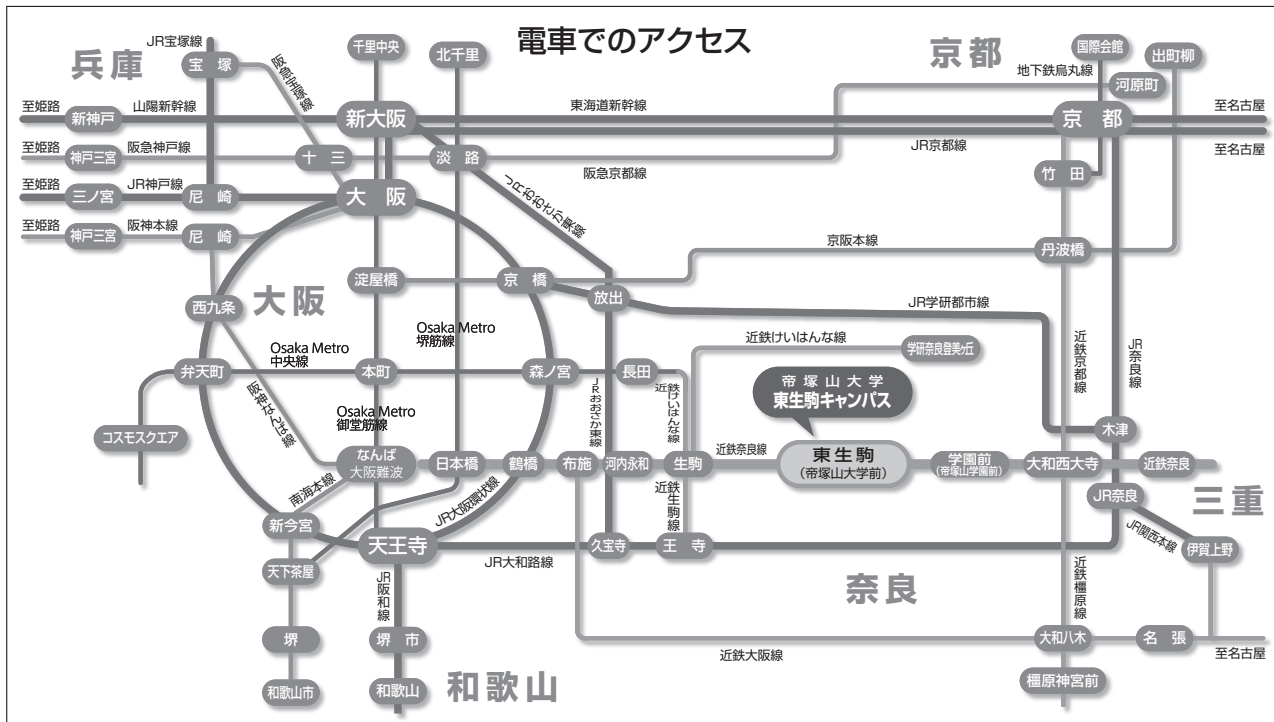 電車でのアクセス
兵庫
京都
大阪
奈良
三重
和歌山
JR宝塚線
宝塚
阪急宝塚線
千里中央
北千里
国際会館
出町柳
地下鉄烏丸線
河原町
至姫路
山陽新幹線
新神戸
新大阪
東海道新幹線
京都
至名古屋
至姫路
阪急神戸線
神戸三宮
十三
淡路
阪急京都線
JR京都線
至名古屋
至姫路
JR神戸線
三ノ宮
尼崎
大阪
JRおおさか東線
竹田
至姫路
阪神本線
神戸三宮
尼崎
京阪本線
丹波橋
淀屋橋
京橋
放出
JR学研都市線
西九条
Osaka Metro
堺筋線
近鉄けいはんな線
学研奈良登美ヶ丘
近鉄京都線
JR奈良線
Osaka Metro
中央線
弁天町
本町
森ノ宮
長田
帝塚山大学
東生駒キャンパス
阪神なんば線
Osaka Metro
御堂筋線
JRおおさか東線
近鉄けいはんな線
コスモスクエア
木津
なんば
大阪難波
日本橋
鶴橋
布施
河内永和
生駒
近鉄奈良線
東生駒
(帝塚山大学前)
学園前
(帝塚山学園前)
大和西大寺
近鉄奈良
南海本線
JR大阪環状線
近鉄生駒線
JR奈良
新今宮
天王寺
久宝寺
王寺
JR関西本線
伊賀上野
JR大和路線
天下茶屋
JR阪和線
近鉄橿原線
堺
堺市
近鉄大阪線
大和八木
名張
至名古屋
和歌山市
和歌山
橿原神宮前